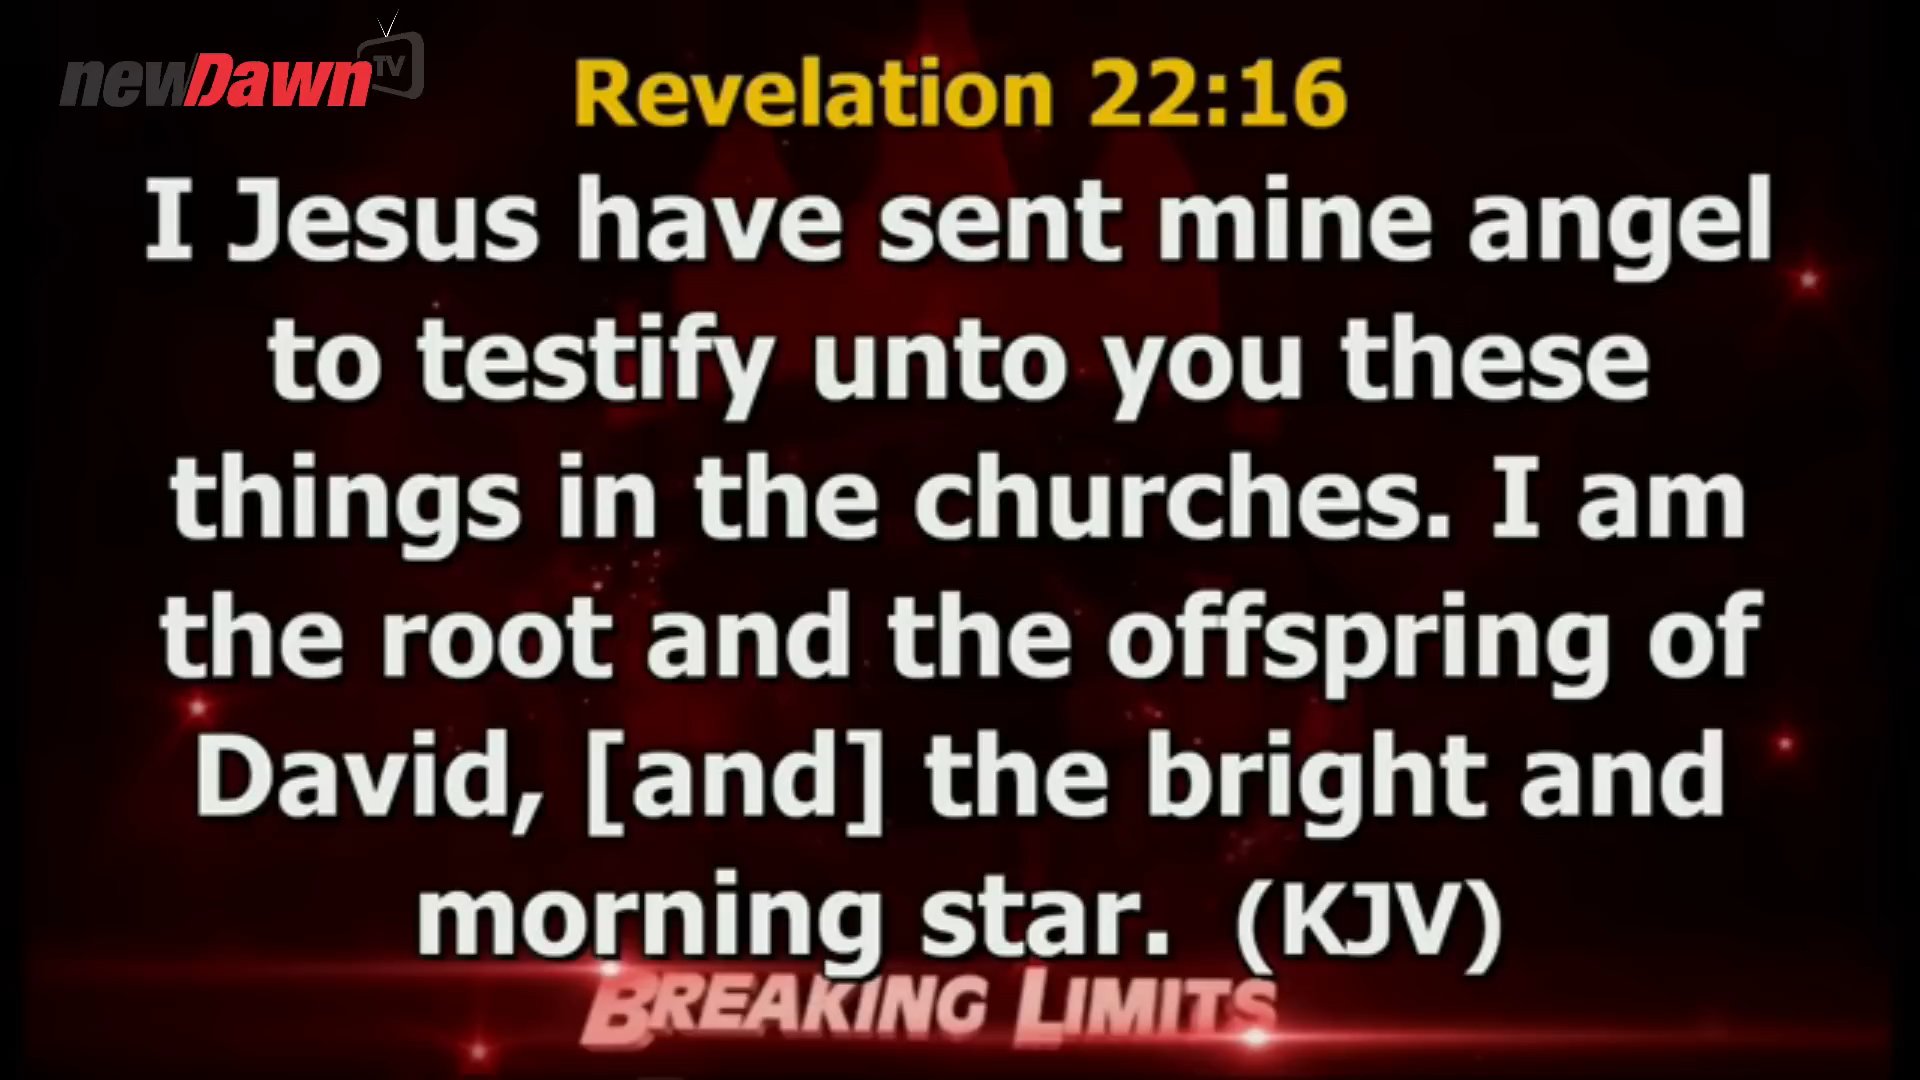 newDawn TV
Revelation 22:16
I Jesus have sent mine angel
to testify unto you these
things in the churches. I am
the root and the offspring of
David, [and] the bright and
morning star. (KJV)
BREAKING LIMITS